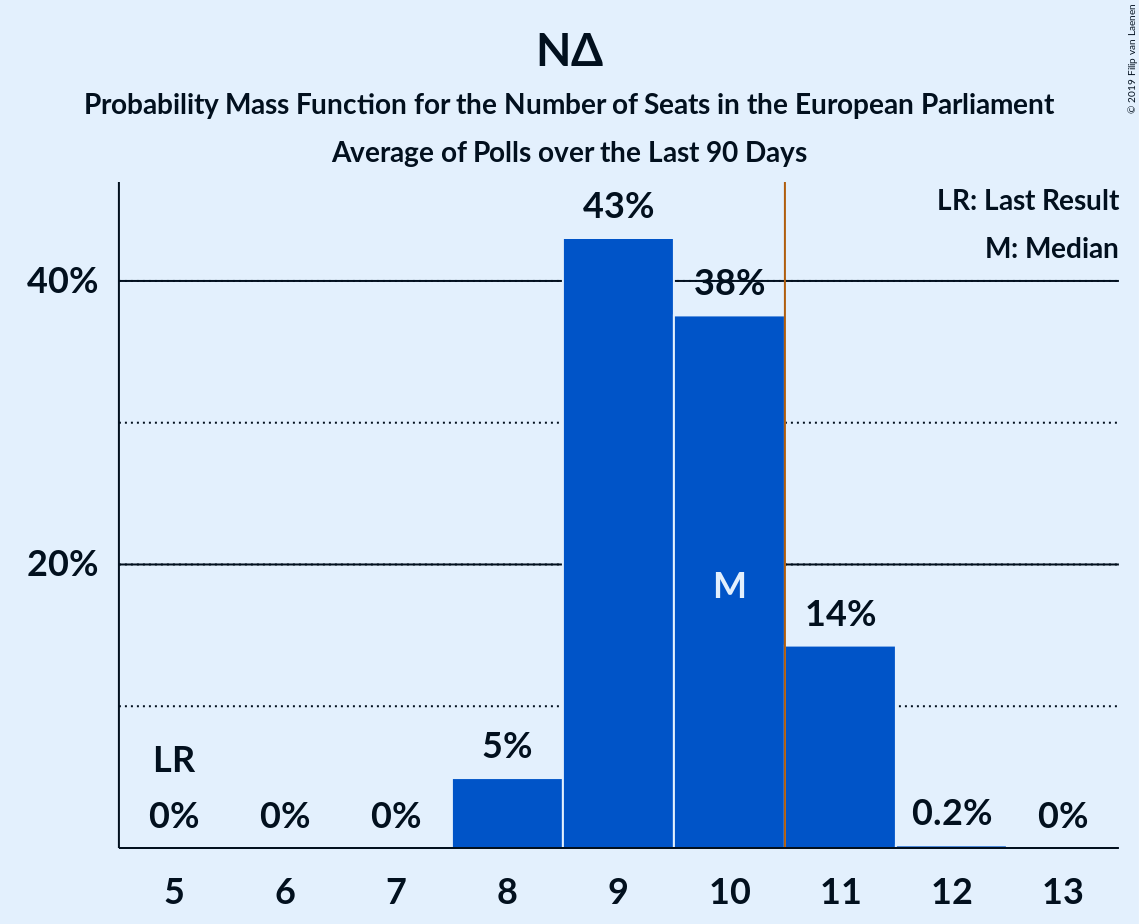 © 2019 Filip van Laenen
ΝΔ
Probability Mass Function for the Number of Seats in the European Parliament
Average of Polls over the Last 90 Days
LR: Last Result
M: Median
43%
40%
38%
20%
M
14%
5%
LR
0%
0%
0%
0.2%
0%
5 6 7 8 9 10 11 12 13